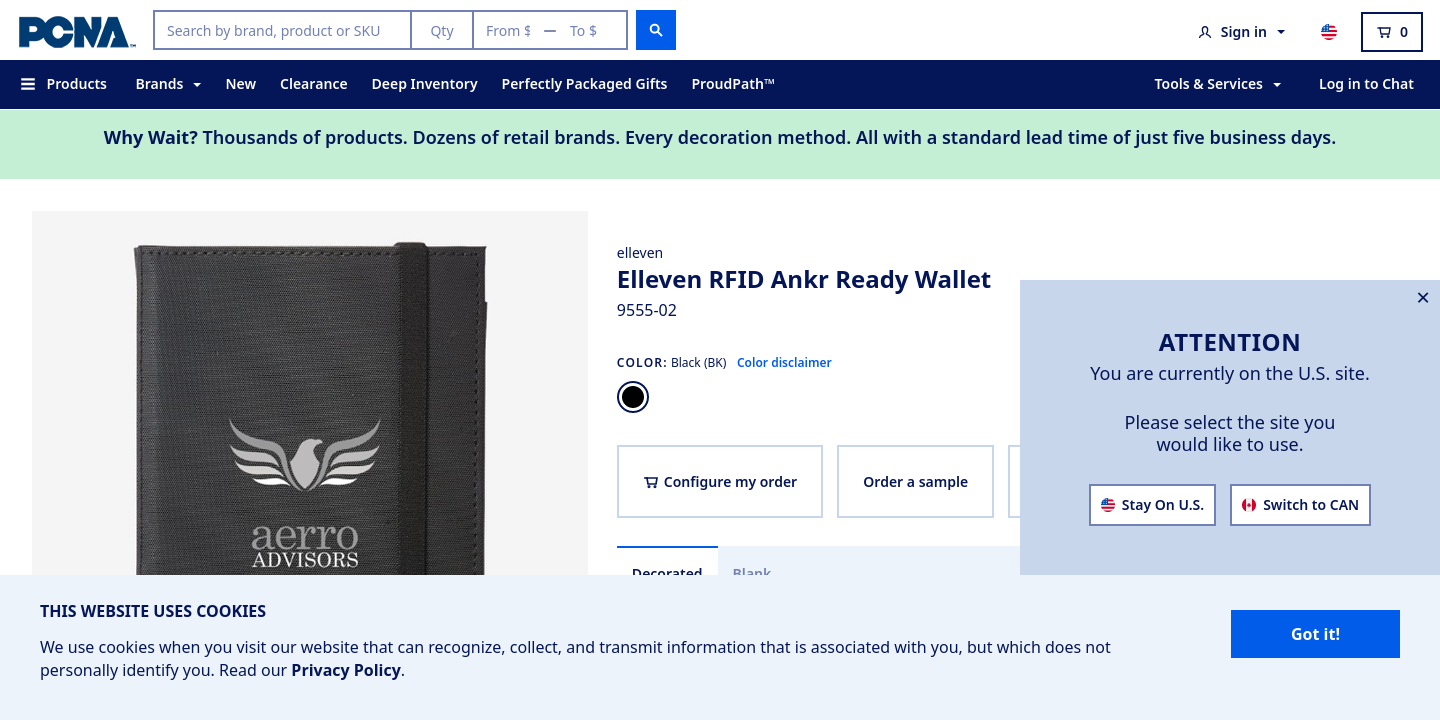 PCNA™
Search by brand, product or SKU
Qty
From $ — To $
Sign in
0
Products
Brands
New
Clearance
Deep Inventory
Perfectly Packaged Gifts
ProudPath™
Tools & Services
Log in to Chat
Why Wait? Thousands of products. Dozens of retail brands. Every decoration method. All with a standard lead time of just five business days.
elleven
Elleven RFID Ankr Ready Wallet
9555-02
COLOR: Black (BK) Color disclaimer
Configure my order
Order a sample
Decorated
Blank
aerro
ADVISORS
ATTENTION
You are currently on the U.S. site.
Please select the site you
would like to use.
Stay On U.S.
Switch to CAN
THIS WEBSITE USES COOKIES
We use cookies when you visit our website that can recognize, collect, and transmit information that is associated with you, but which does not
personally identify you. Read our Privacy Policy.
Got it!